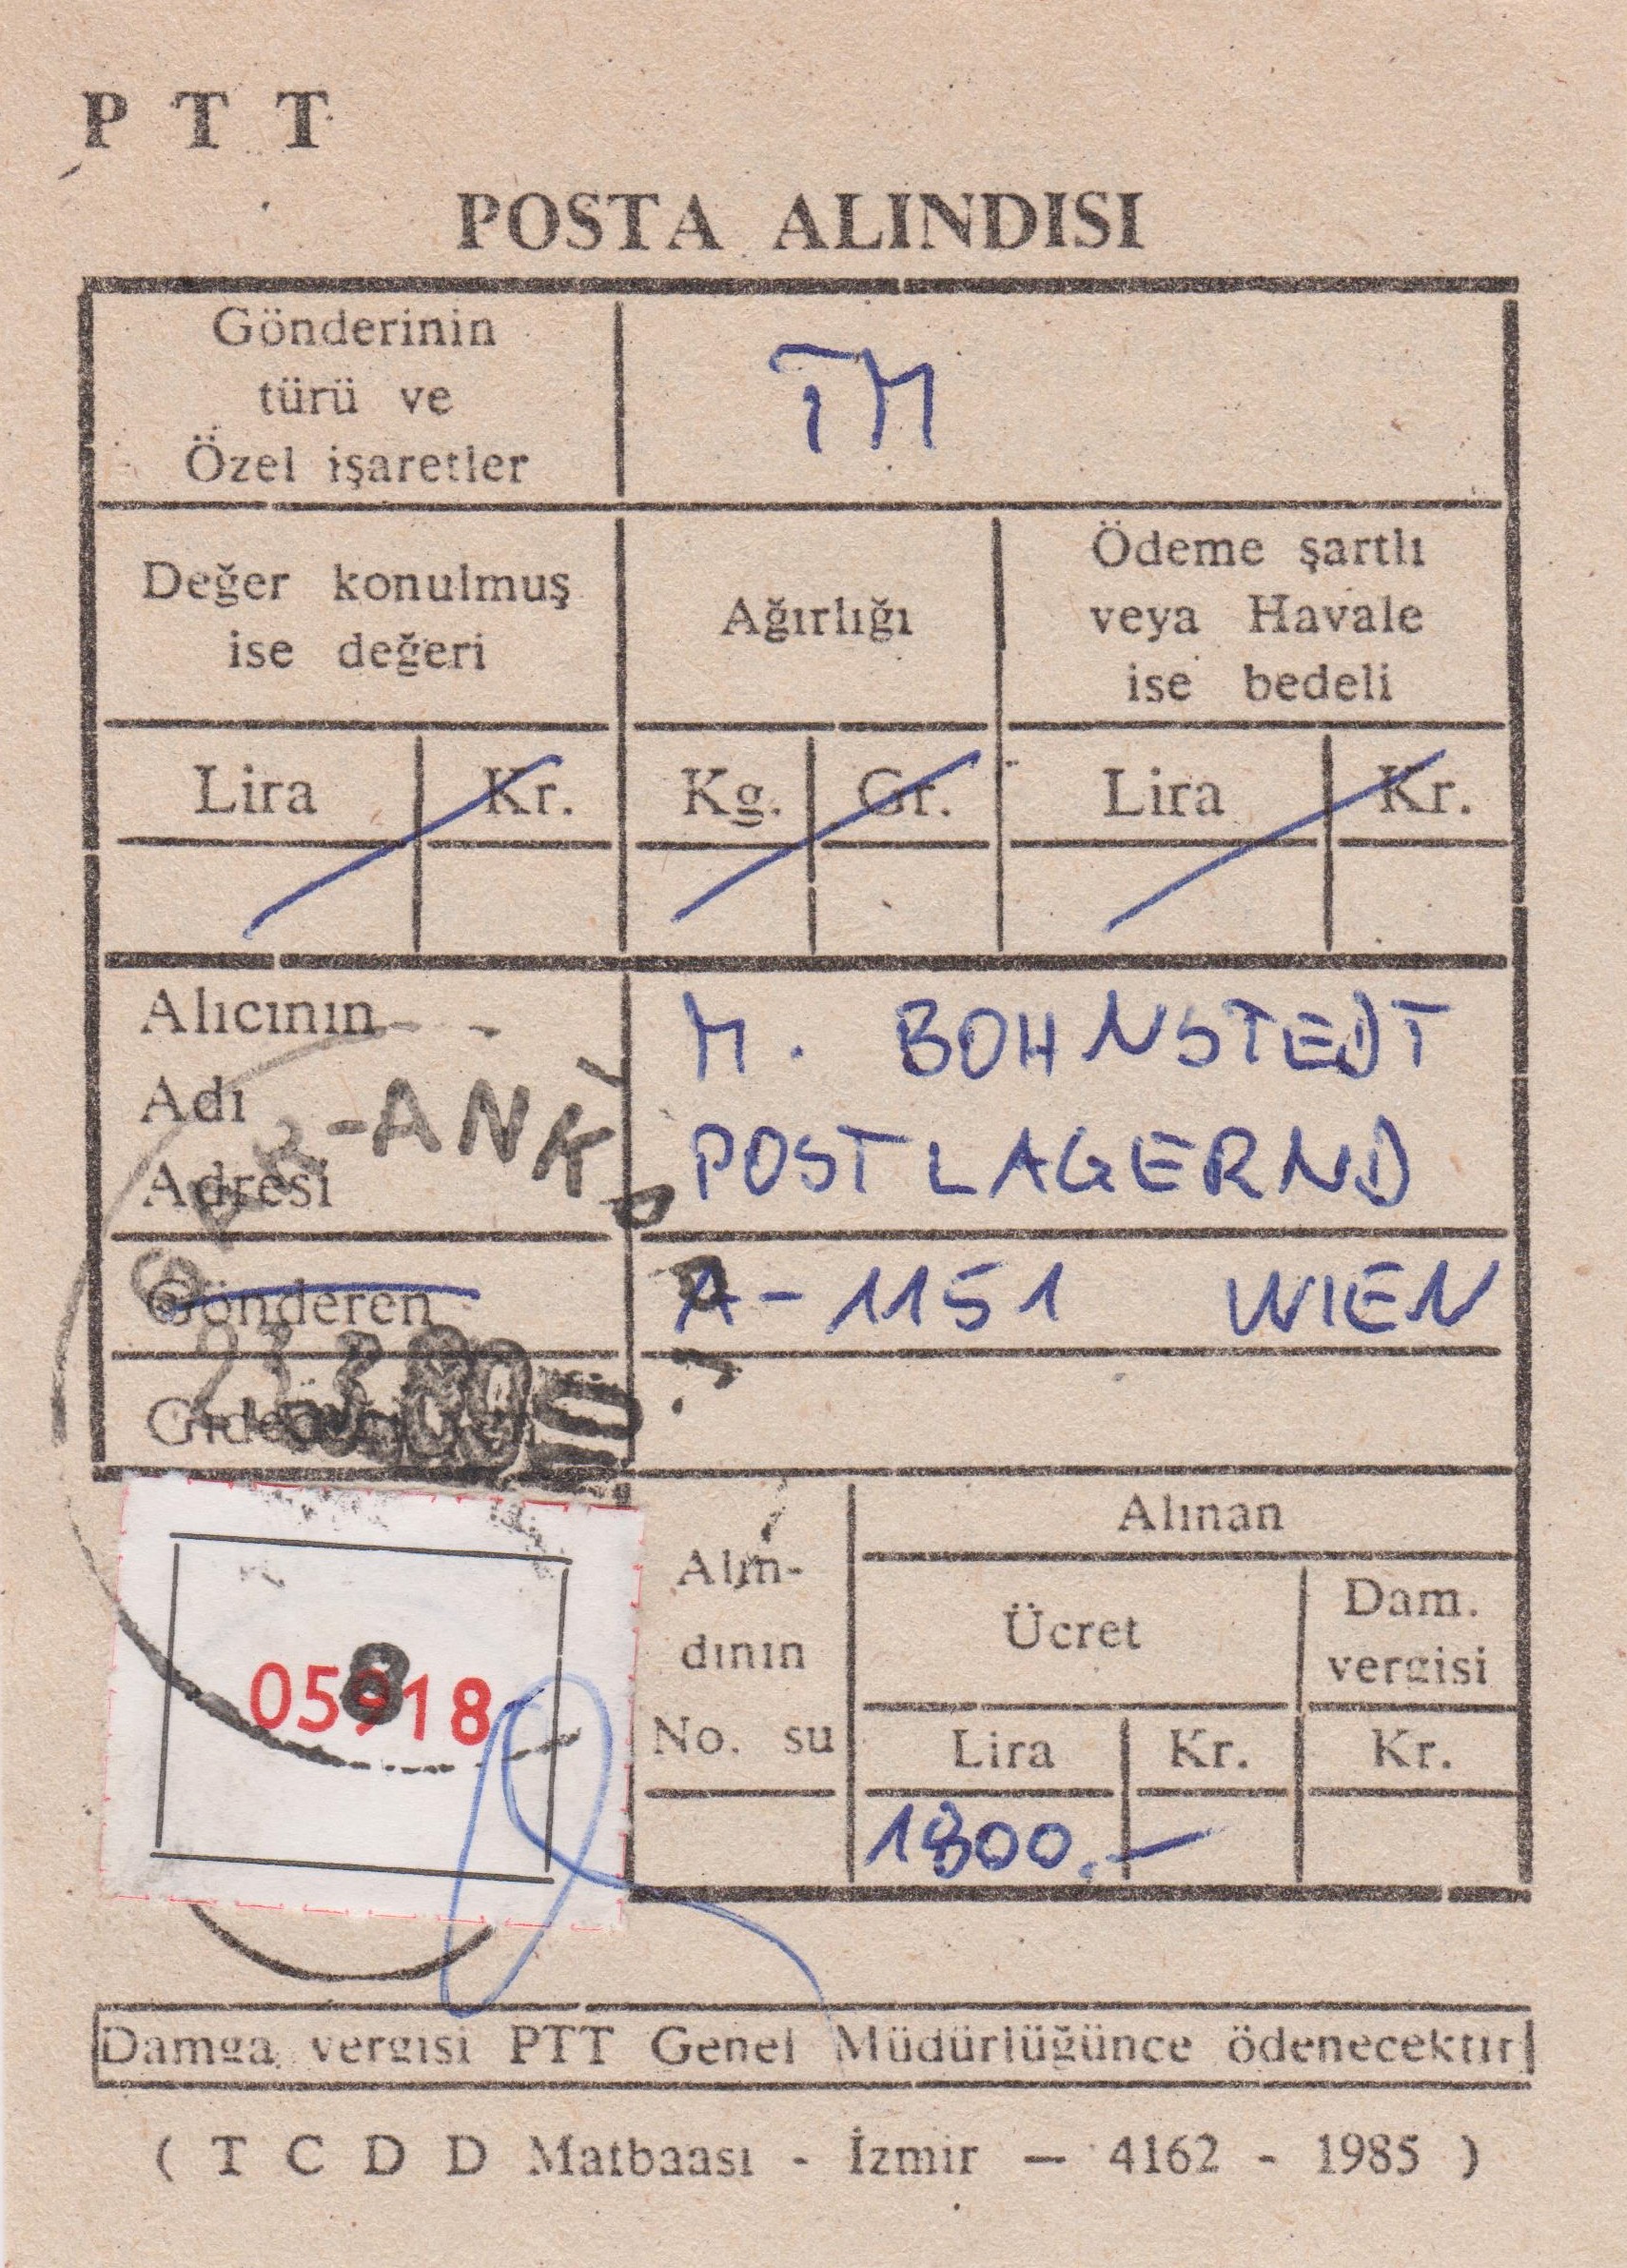 P T T
POSTA ALINDISI
Gönderinin
türü ve
Özel işaretler
TM
Değer konulmuş
ise değeri
Ağırlığı
Ödeme şartlı
veya Havale
ise bedeli
Lira Kr. Kg. Gr. Lira Kr.
Alıcının
Adı
Adresi
M. BOHNSTEDT
POSTLAGERND
Gönderen
A-1151 WIEN
-ANK
05918
8
Alın-
dının
No. su
Alınan
Ücret
Dam.
vergisi
Lira Kr. Kr.
1800.-
Damga vergisi PTT Genel Müdürlüğünce ödenecektir
( T C D D Matbaası - İzmir — 4162 - 1985 )